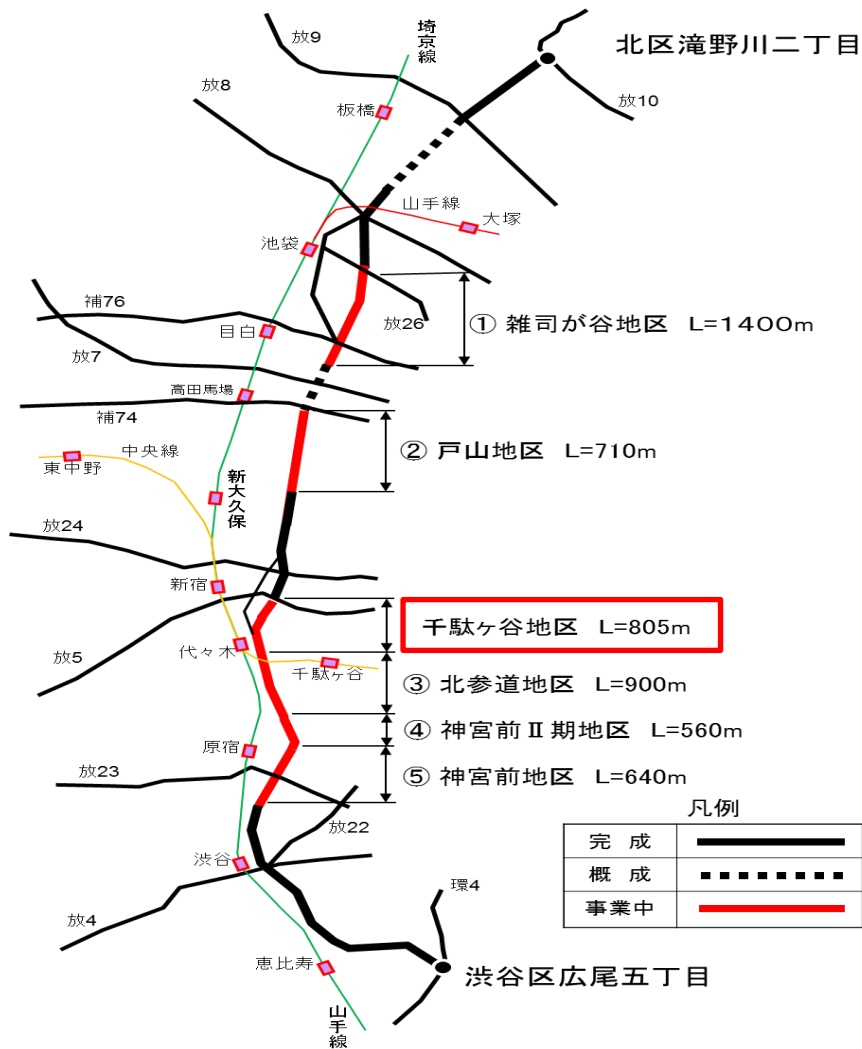 放9
埼京線
北区滝野川二丁目
放8
板橋
放10
山手線
大塚
池袋
補76
目白
放26
① 雑司が谷地区 L=1400m
放7
高田馬場
補74
中央線
東中野
② 戸山地区 L=710m
新大久保
放24
新宿
千駄ヶ谷地区 L=805m
代々木
放5
千駄ヶ谷
③ 北参道地区 L=900m
④ 神宮前Ⅱ期地区 L=560m
原宿
⑤ 神宮前地区 L=640m
放23
放22
凡例
完成
概成
事業中
渋谷
環4
放4
恵比寿
渋谷区広尾五丁目
山手線